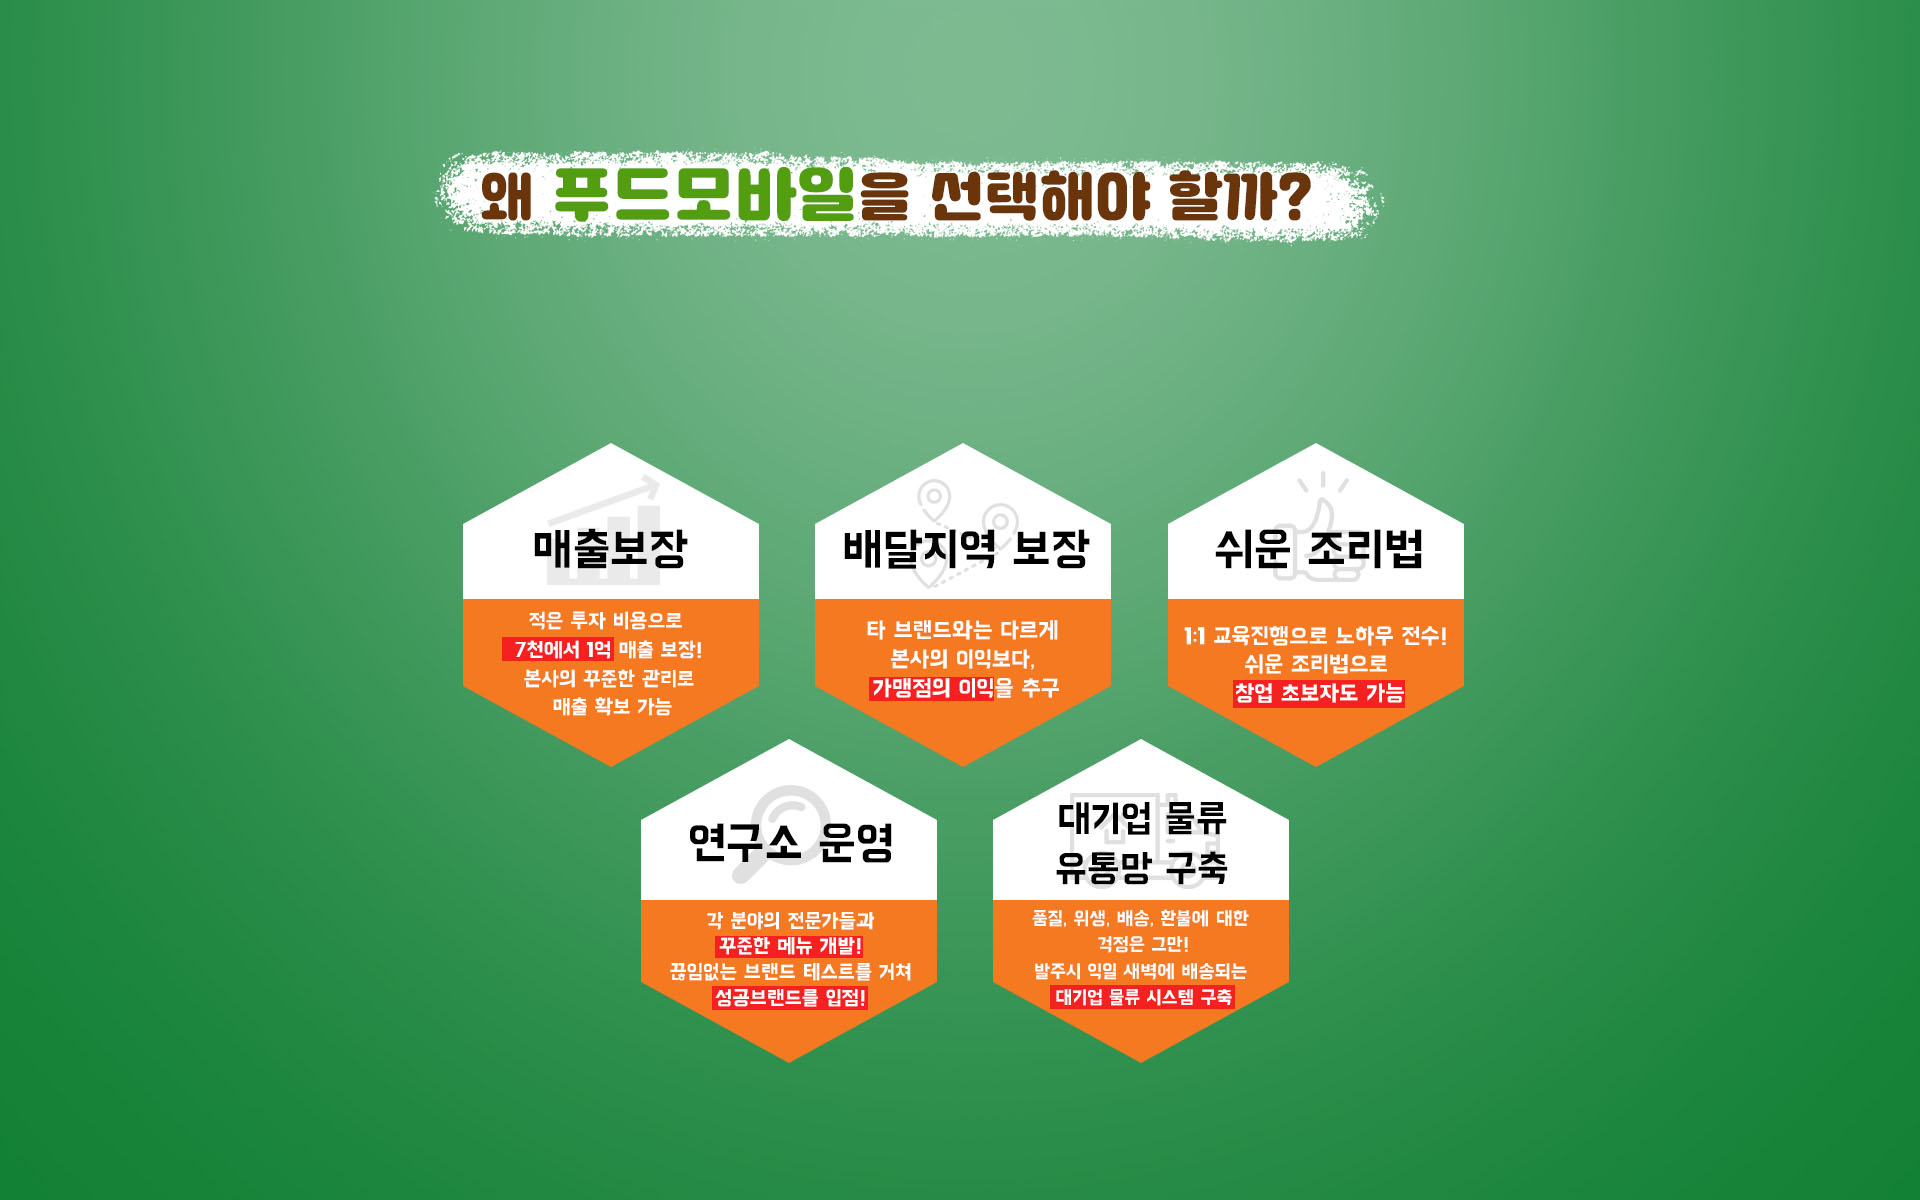 왜 푸드모바일을 선택해야 할까?
매출보장
적은 투자 비용으로
7천에서 1억 매출 보장!
본사의 꾸준한 관리로
매출 확보 가능
배달지역 보장
타 브랜드와는 다르게
본사의 이익보다,
가맹점의 이익을 추구
쉬운 조리법
1:1 교육진행으로 노하우 전수!
쉬운 조리법으로
창업 초보자도 가능
연구소 운영
각 분야의 전문가들과
꾸준한 메뉴 개발!
끊임없는 브랜드 테스트를 거쳐
성공브랜드를 입점!
대기업 물류
유통망 구축
품질, 위생, 배송, 환불에 대한
걱정은 그만!
발주시 익일 새벽에 배송되는
대기업 물류 시스템 구축